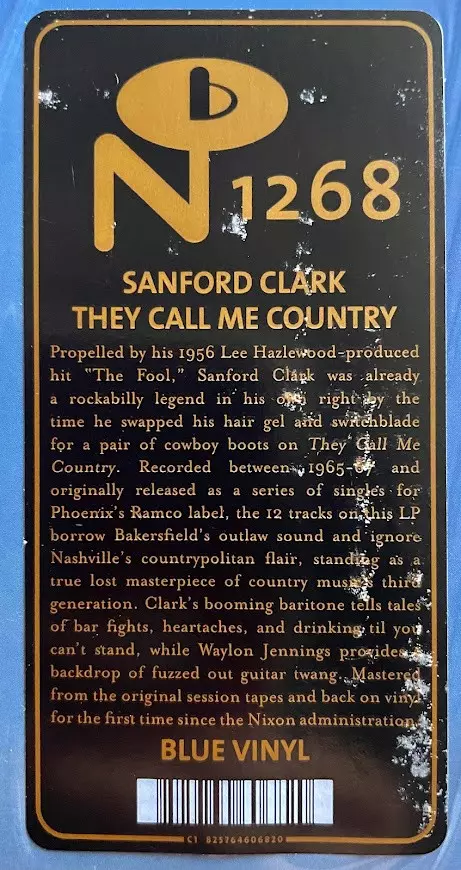 N 1268
SANFORD CLARK
THEY CALL ME COUNTRY
Propelled by his 1956 Lee Hazlewood-produced
hit "The Fool," Sanford Clark was already
a rockabilly legend in his own right by the
time he swapped his hair gel and switchblade
for a pair of cowboy boots on They Call Me
Country. Recorded between 1965-67 and
originally released as a series of singles for
Phoenix's Ramco label, the 12 tracks on this LP
borrow Bakersfield's outlaw sound and ignore
Nashville's countrypolitan flair, standing as a
true lost masterpiece of country music's third
generation. Clark's booming baritone tells tales
of bar fights, heartaches, and drinking til you
can't stand, while Waylon Jennings provides a
backdrop of fuzzed out guitar twang. Mastered
from the original session tapes and back on vinyl
for the first time since the Nixon administration.
BLUE VINYL
C1 825764606820